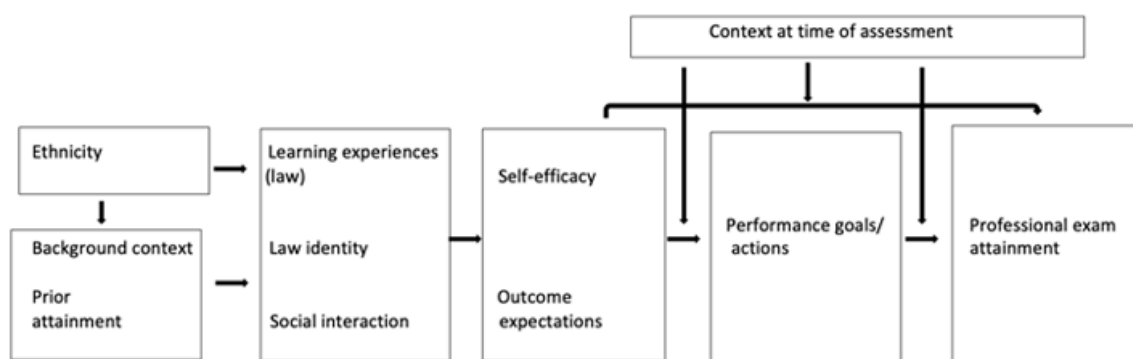 Context at time of assessment
Ethnicity
Background context
Prior
attainment
Learning experiences
(law)
Law identity
Social interaction
Self-efficacy
Outcome
expectations
Performance goals/
actions
Professional exam
attainment